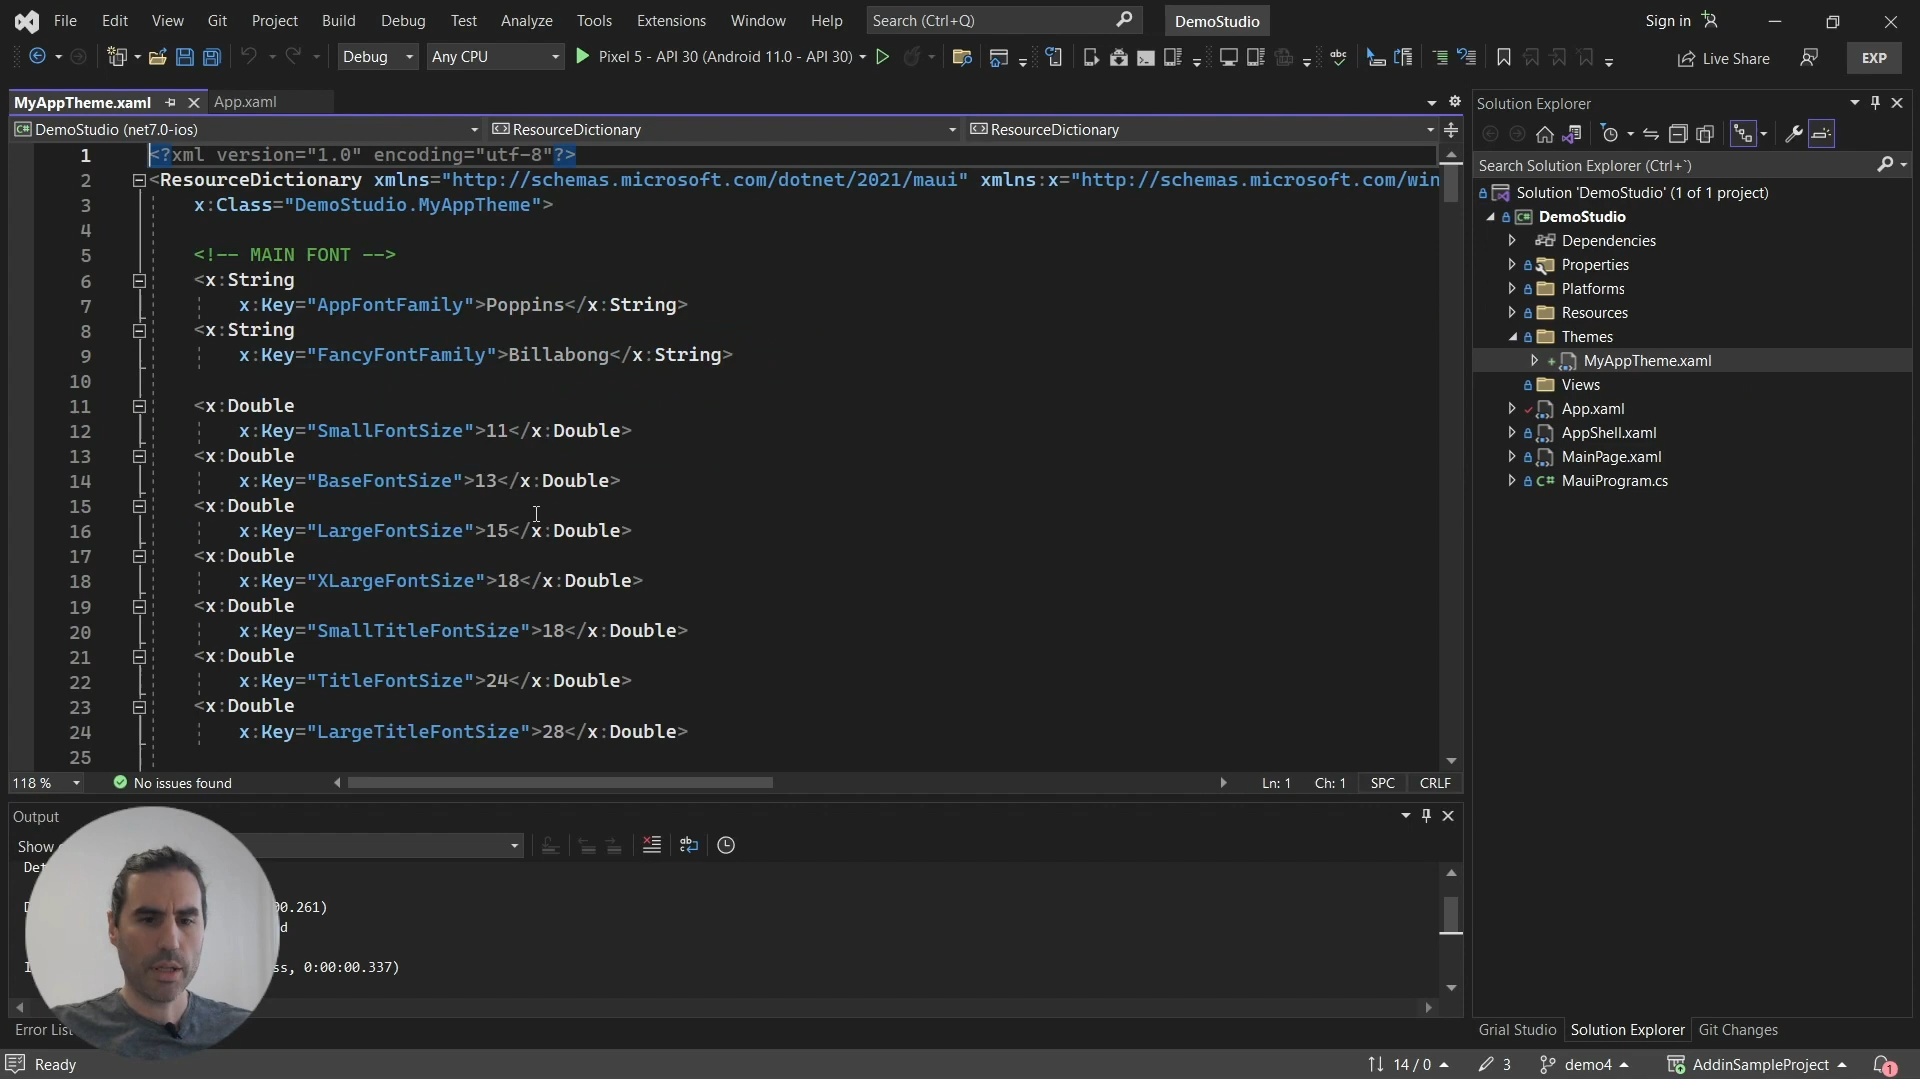 File Edit View Git Project Build Debug Test Analyze Tools Extensions Window Help Search (Ctrl+Q) DemoStudio Sign in
Debug Any CPU Pixel 5 - API 30 (Android 11.0 - API 30) Live Share EXP
MyAppTheme.xaml App.xaml
DemoStudio (net7.0-ios) ResourceDictionary ResourceDictionary
1 <?xml version="1.0" encoding="utf-8"?>
2 <ResourceDictionary xmlns="http://schemas.microsoft.com/dotnet/2021/maui" xmlns:x="http://schemas.microsoft.com/win
3 x:Class="DemoStudio.MyAppTheme">
4
5 <!-- MAIN FONT -->
6 <x:String
7 x:Key="AppFontFamily">Poppins</x:String>
8 <x:String
9 x:Key="FancyFontFamily">Billabong</x:String>
10
11 <x:Double
12 x:Key="SmallFontSize">11</x:Double>
13 <x:Double
14 x:Key="BaseFontSize">13</x:Double>
15 <x:Double
16 x:Key="LargeFontSize">15</x:Double>
17 <x:Double
18 x:Key="XLargeFontSize">18</x:Double>
19 <x:Double
20 x:Key="SmallTitleFontSize">18</x:Double>
21 <x:Double
22 x:Key="TitleFontSize">24</x:Double>
23 <x:Double
24 x:Key="LargeTitleFontSize">28</x:Double>
25
118 % No issues found Ln: 1 Ch: 1 SPC CRLF
Output
Show
00.261)
ss, 0:00:00.337)
Error List
Solution Explorer
Search Solution Explorer (Ctrl+`)
Solution 'DemoStudio' (1 of 1 project)
DemoStudio
Dependencies
Properties
Platforms
Resources
Themes
MyAppTheme.xaml
Views
App.xaml
AppShell.xaml
MainPage.xaml
C# MauiProgram.cs
Grial Studio Solution Explorer Git Changes
Ready 14 / 0 3 demo4 AddinSampleProject 1